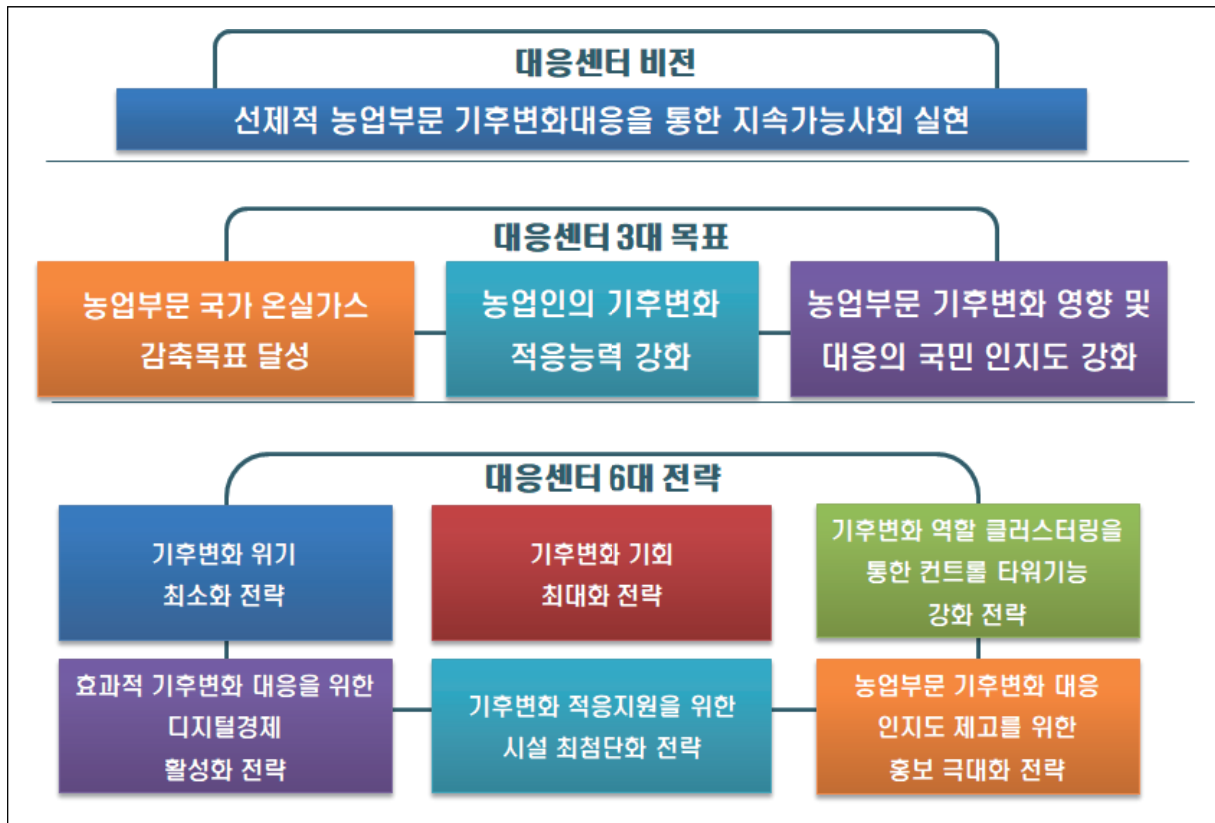 대응센터 비전
선제적 농업부문 기후변화대응을 통한 지속가능사회 실현
대응센터 3대 목표
농업부문 국가 온실가스
감축목표 달성
농업인의 기후변화
적응능력 강화
농업부문 기후변화 영향 및
대응의 국민 인지도 강화
대응센터 6대 전략
기후변화 위기
최소화 전략
기후변화 기회
최대화 전략
기후변화 역할 클러스터링을
통한 컨트롤 타워기능
강화 전략
효과적 기후변화 대응을 위한
디지털경제
활성화 전략
기후변화 적응지원을 위한
시설 최첨단화 전략
농업부문 기후변화 대응
인지도 제고를 위한
홍보 극대화 전략